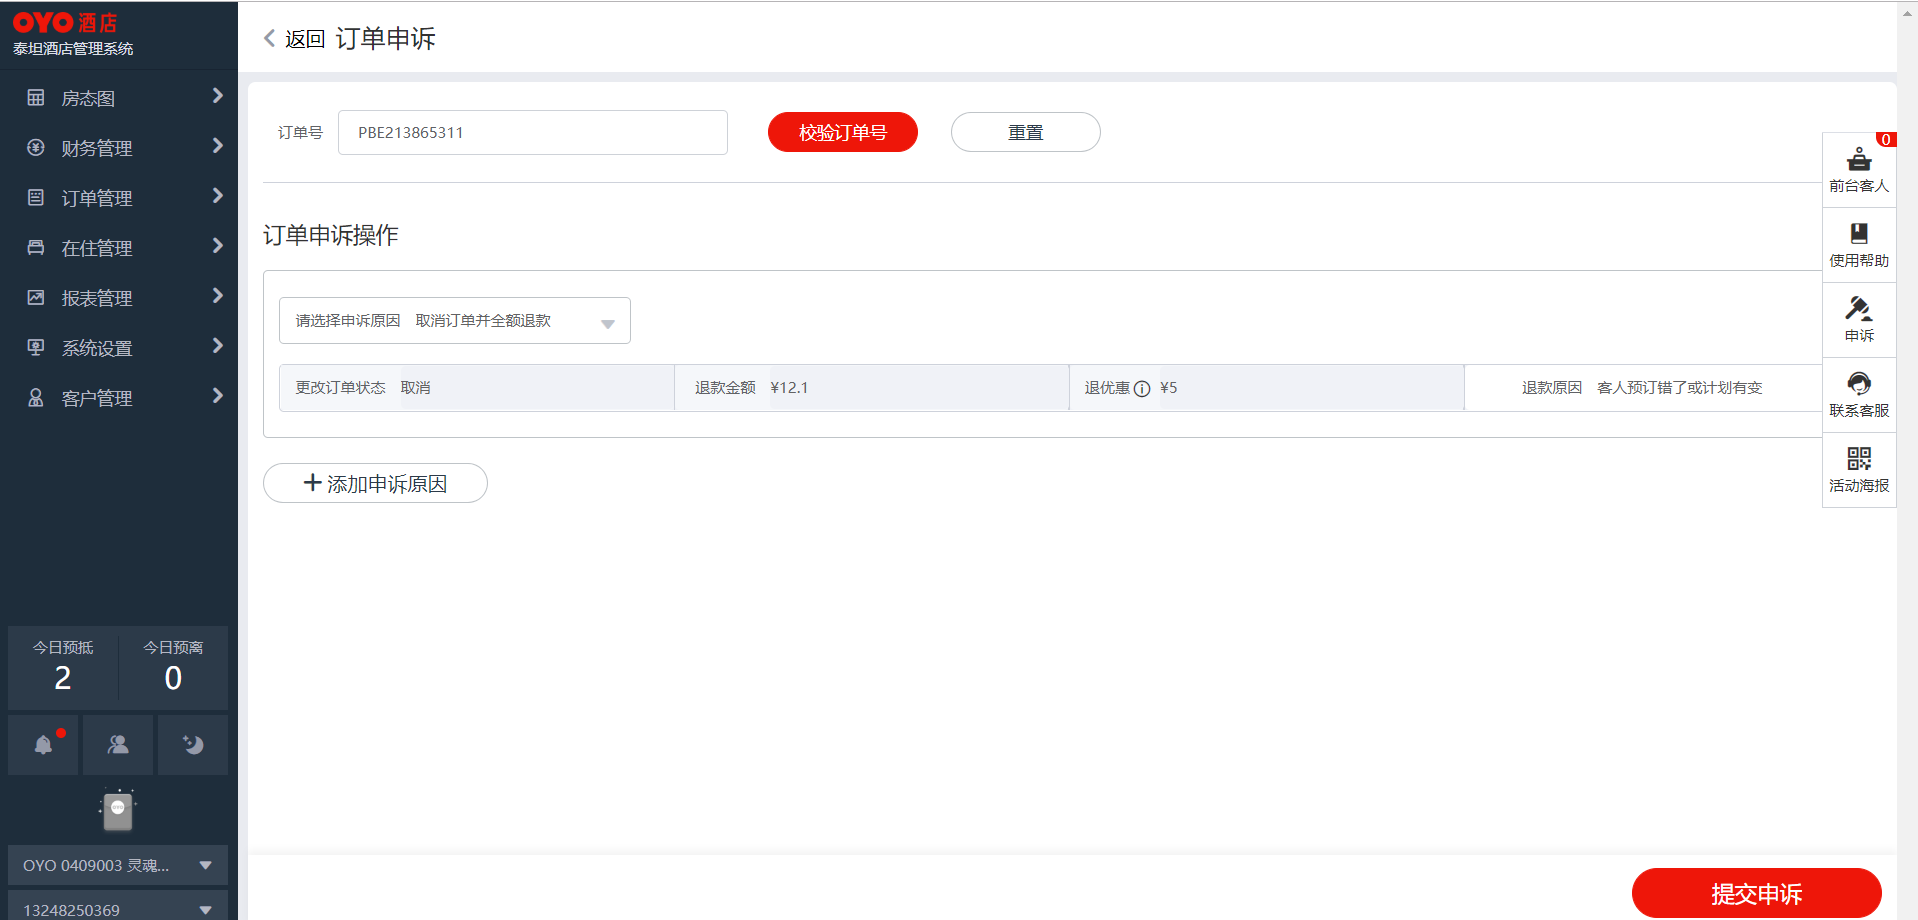 OYO 酒店
泰坦酒店管理系统
房态图
财务管理
订单管理
在住管理
报表管理
系统设置
客户管理
今日预抵 今日预离
2 0
OYO 0409003 灵魂...
13248250369
返回 订单申诉
订单号 PBE213865311 校验订单号 重置
订单申诉操作
请选择申诉原因 取消订单并全额退款
更改订单状态 取消 退款金额 ¥12.1 退优惠 ¥5 退款原因 客人预订错了或计划有变
添加申诉原因
0
前台客人
使用帮助
申诉
联系客服
活动海报
提交申诉